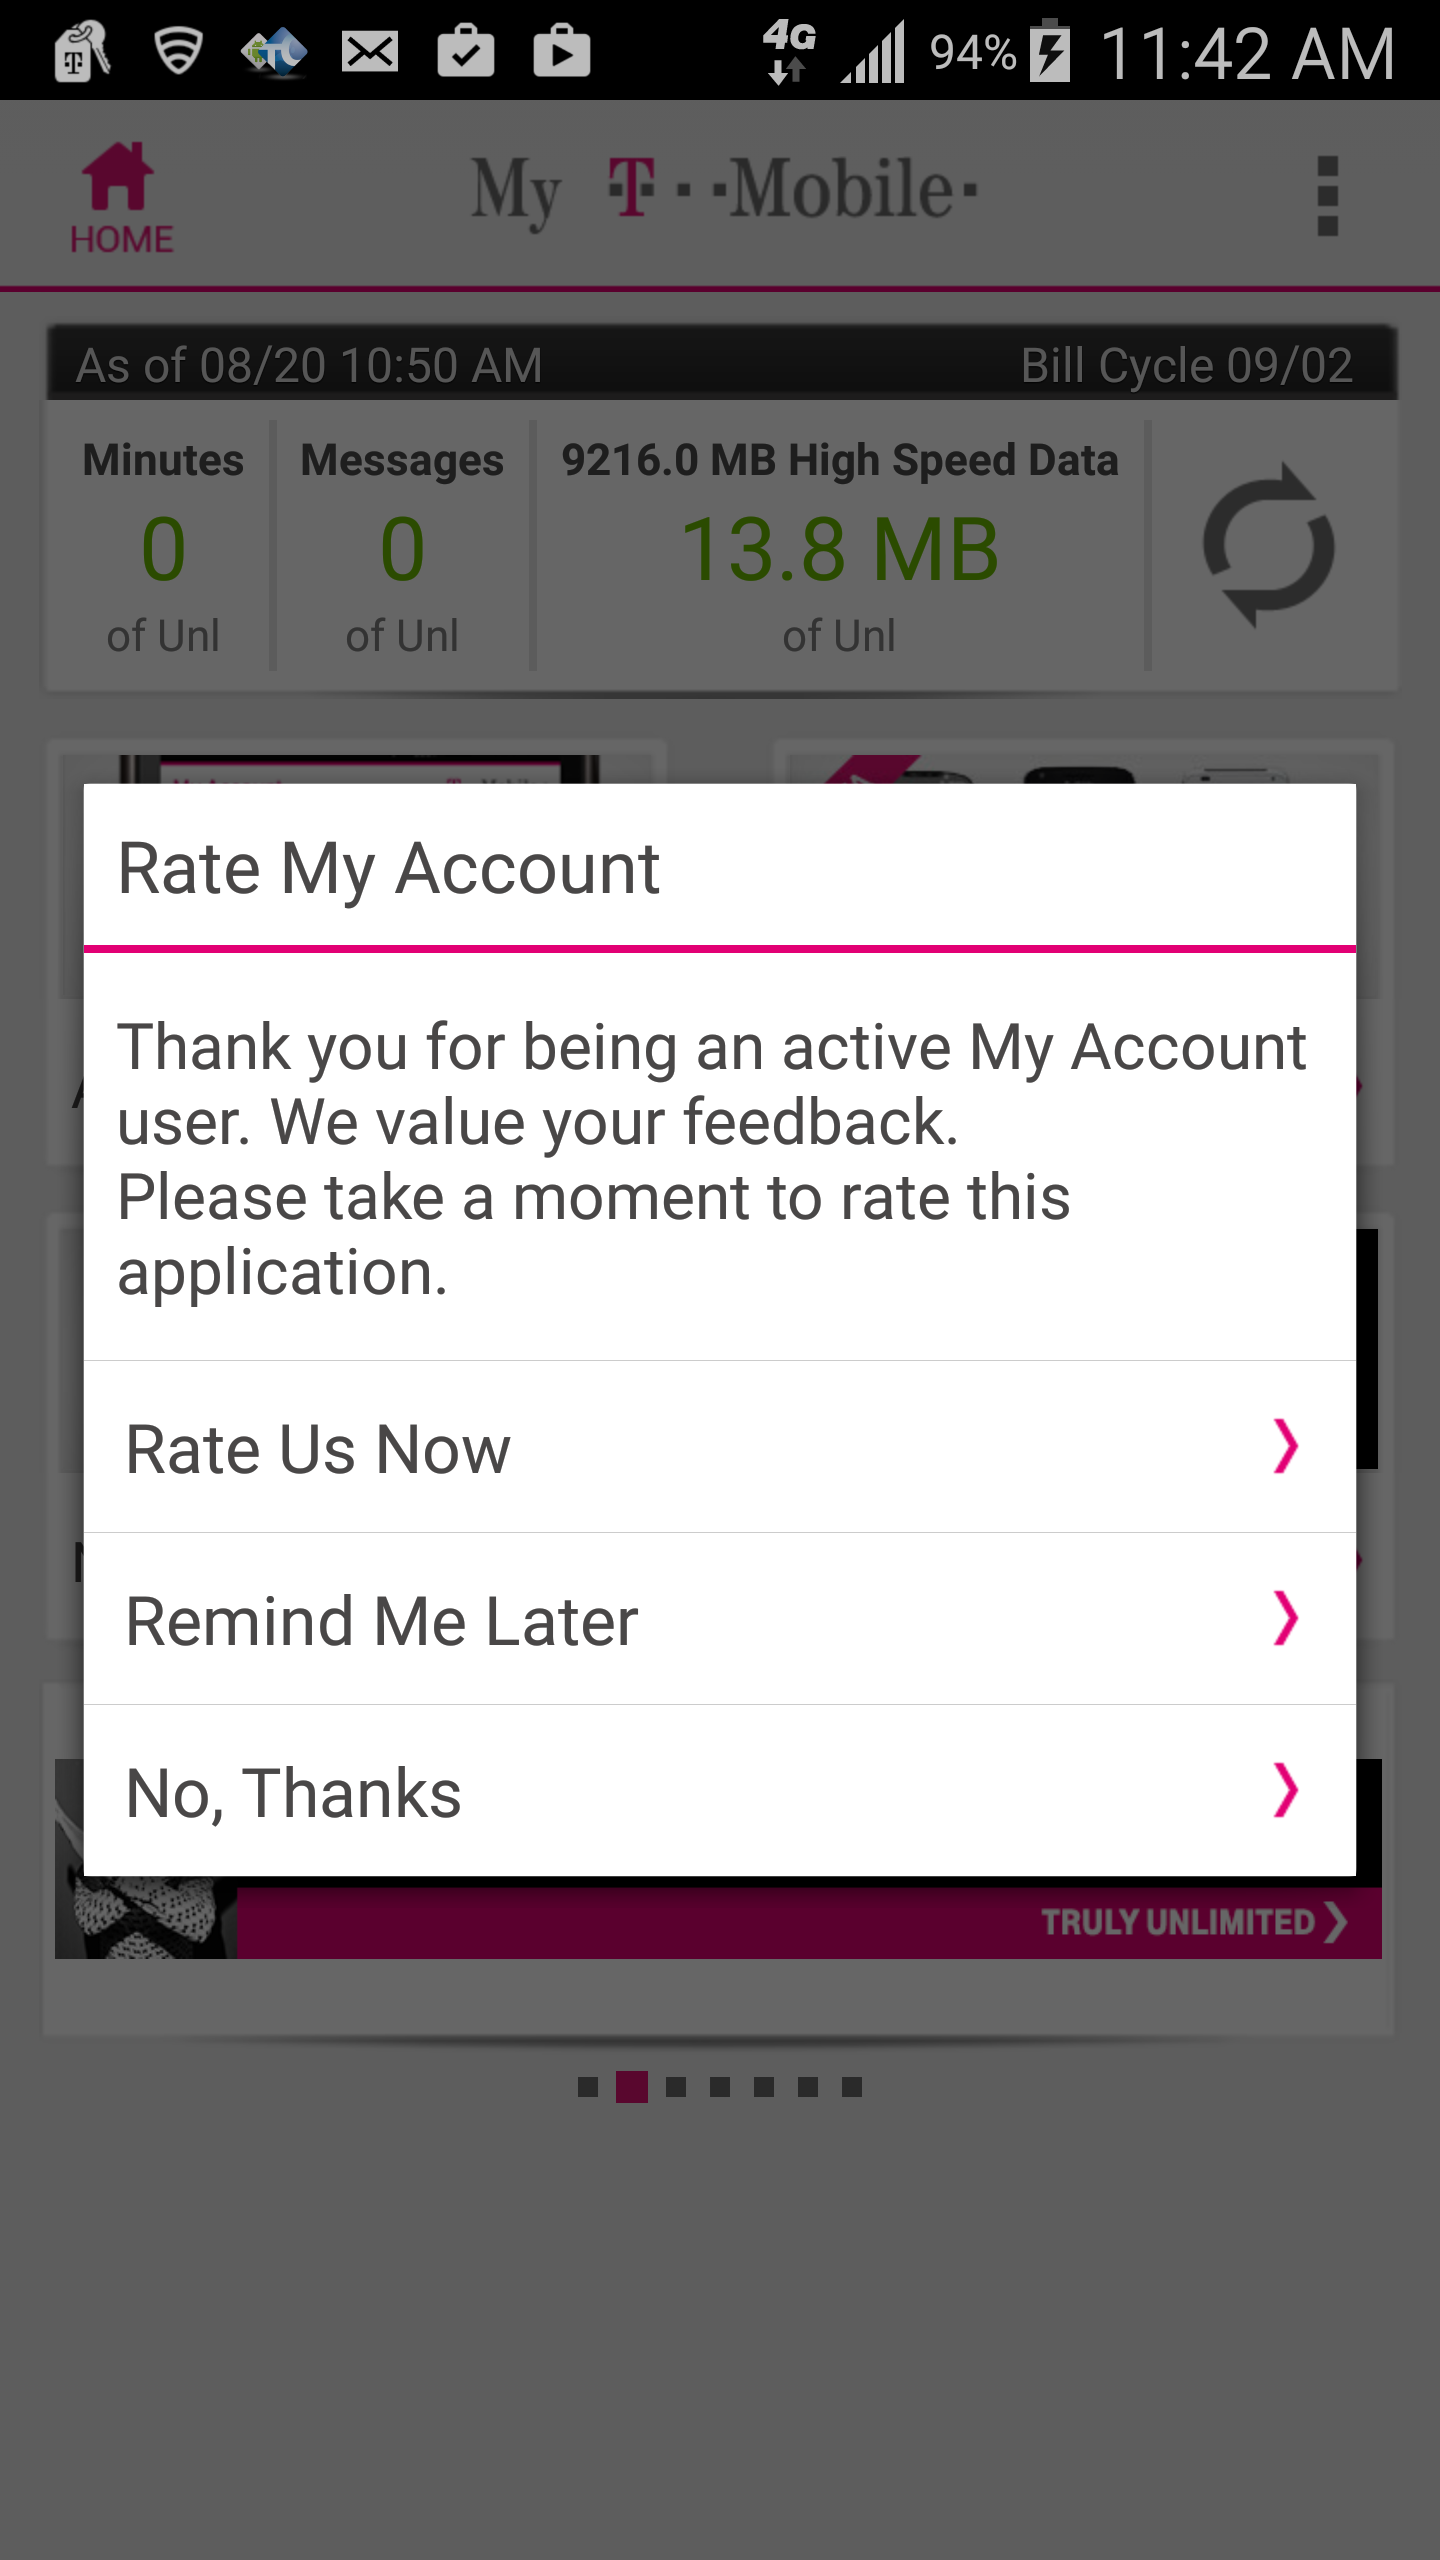 4G 94% 11:42 AM
HOME
My T··Mobile·
As of 08/20 10:50 AM Bill Cycle 09/02
Minutes Messages 9216.0 MB High Speed Data
0 0 13.8 MB
of Unl of Unl of Unl
Rate My Account
Thank you for being an active My Account
user. We value your feedback.
Please take a moment to rate this
application.
Rate Us Now
Remind Me Later
No, Thanks
TRULY UNLIMITED